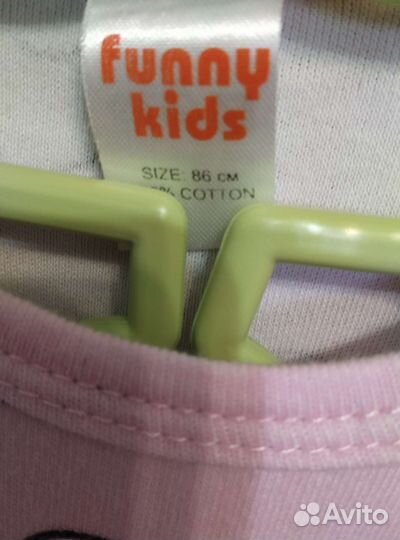 funny
kids
SIZE: 86 см
% COTTON
Avito